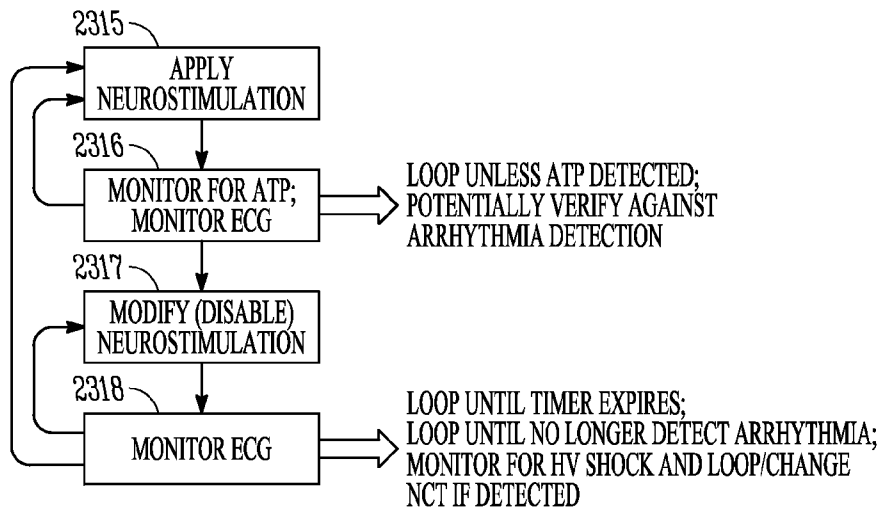 2315
APPLY
NEUROSTIMULATION
2316
MONITOR FOR ATP;
MONITOR ECG
LOOP UNLESS ATP DETECTED;
POTENTIALLY VERIFY AGAINST
ARRHYTHMIA DETECTION
2317
MODIFY (DISABLE)
NEUROSTIMULATION
2318
MONITOR ECG
LOOP UNTIL TIMER EXPIRES;
LOOP UNTIL NO LONGER DETECT ARRHYTHMIA;
MONITOR FOR HV SHOCK AND LOOP/CHANGE
NCT IF DETECTED